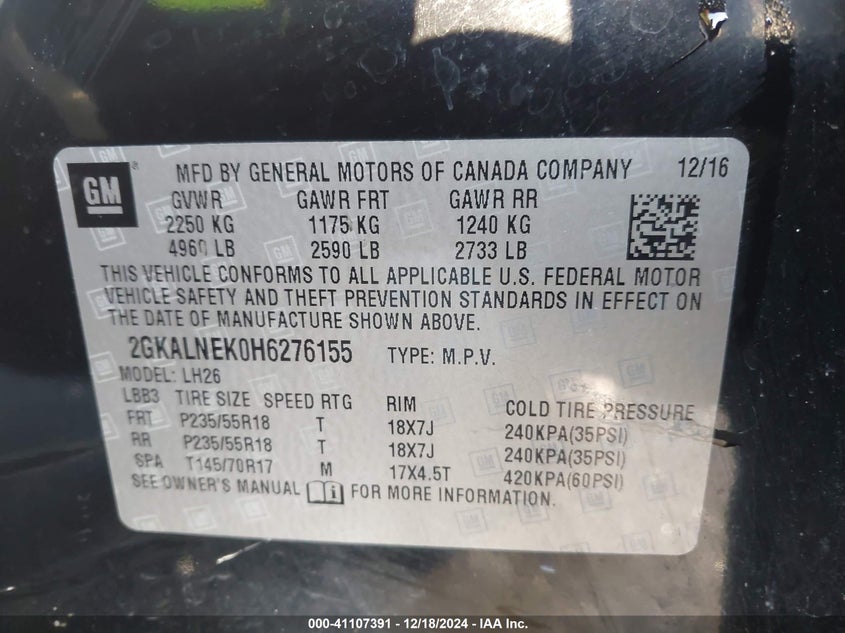 GM ® MFD BY GENERAL MOTORS OF CANADA COMPANY 12/16
GVWR GAWR FRT GAWR RR
2250 KG 1175 KG 1240 KG
4960 LB 2590 LB 2733 LB
THIS VEHICLE CONFORMS TO ALL APPLICABLE U.S. FEDERAL MOTOR
VEHICLE SAFETY AND THEFT PREVENTION STANDARDS IN EFFECT ON
THE DATE OF MANUFACTURE SHOWN ABOVE.
2GKALNEK0H6276155 TYPE: M.P.V.
MODEL: LH26
LBB3 TIRE SIZE SPEED RTG RIM COLD TIRE PRESSURE
FRT P235/55R18 T 18X7J 240KPA(35PSI)
RR P235/55R18 T 18X7J 240KPA(35PSI)
SPA T145/70R17 M 17X4.5T 420KPA(60PSI)
SEE OWNER'S MANUAL i FOR MORE INFORMATION.
000-41107391 - 12/18/2024 - IAA Inc.